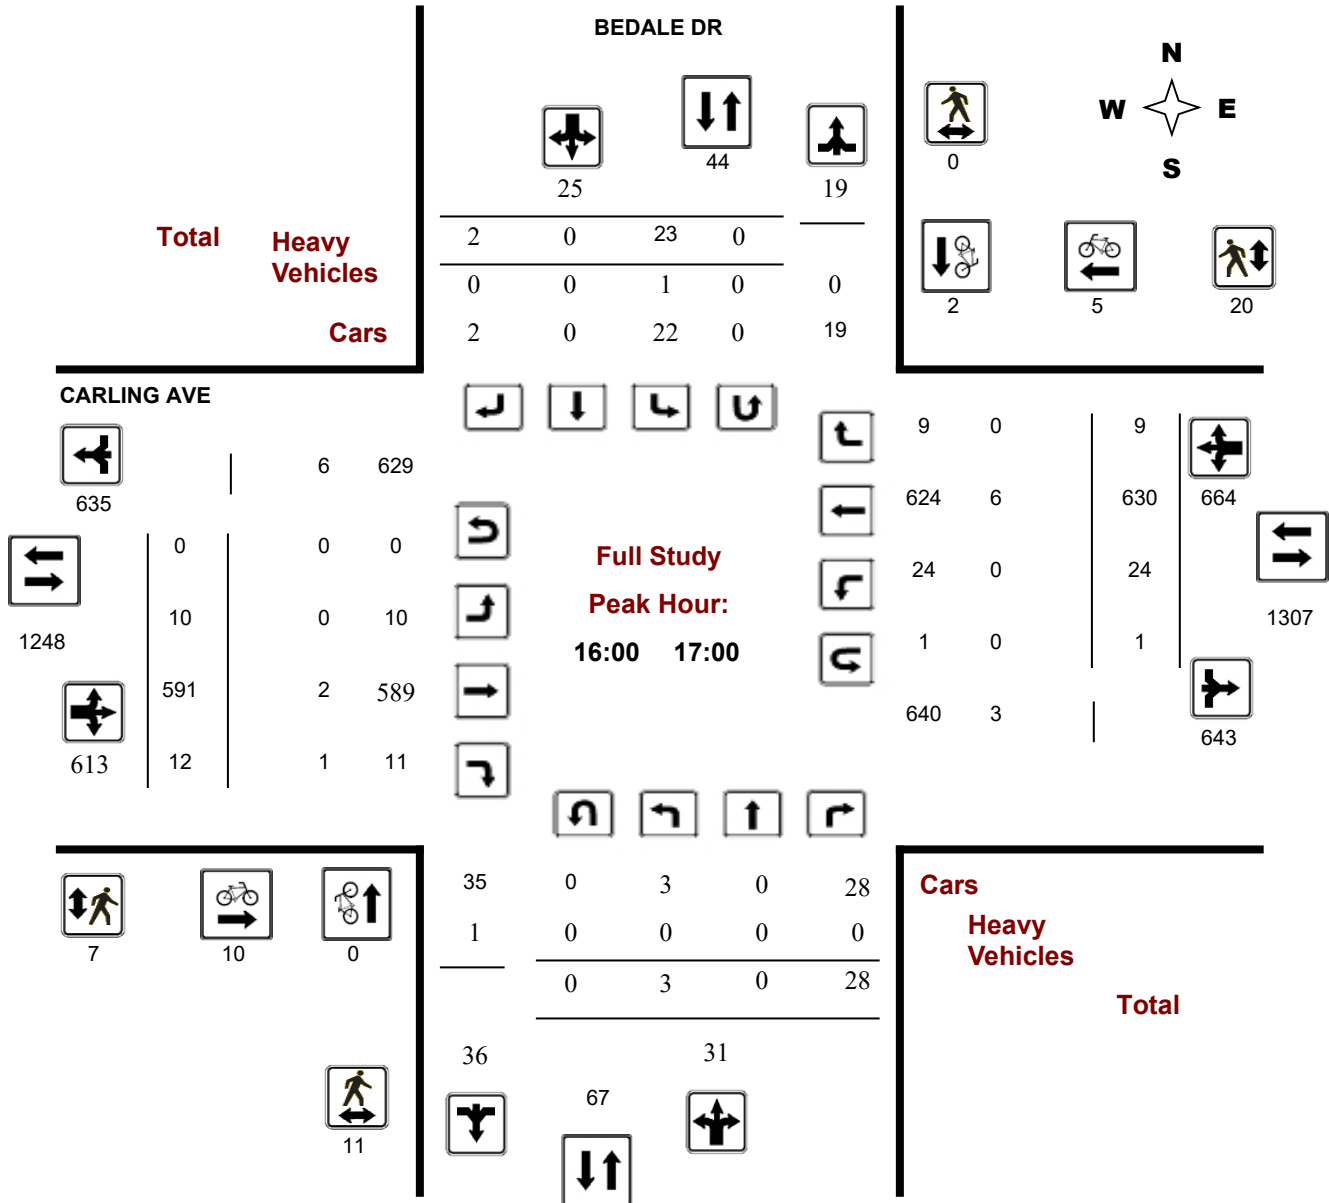 BEDALE DR
N
W E
S
44
0
25
19
Total
Heavy
Vehicles
2 0 23 0
0 0 1 0 0
Cars
2 0 22 0 19
2 5 20
CARLING AVE
635
6 629
0 0 0
10 0 10
1248
591 2 589
613
12 1 11
Full Study
Peak Hour:
16:00 17:00
9 0 9
624 6 630 664
24 0 24
1307
1 0 1
640 3
643
7 10 0
35 0 3 0 28
1 0 0 0 0
0 3 0 28
Cars
Heavy
Vehicles
Total
36 31
67
11